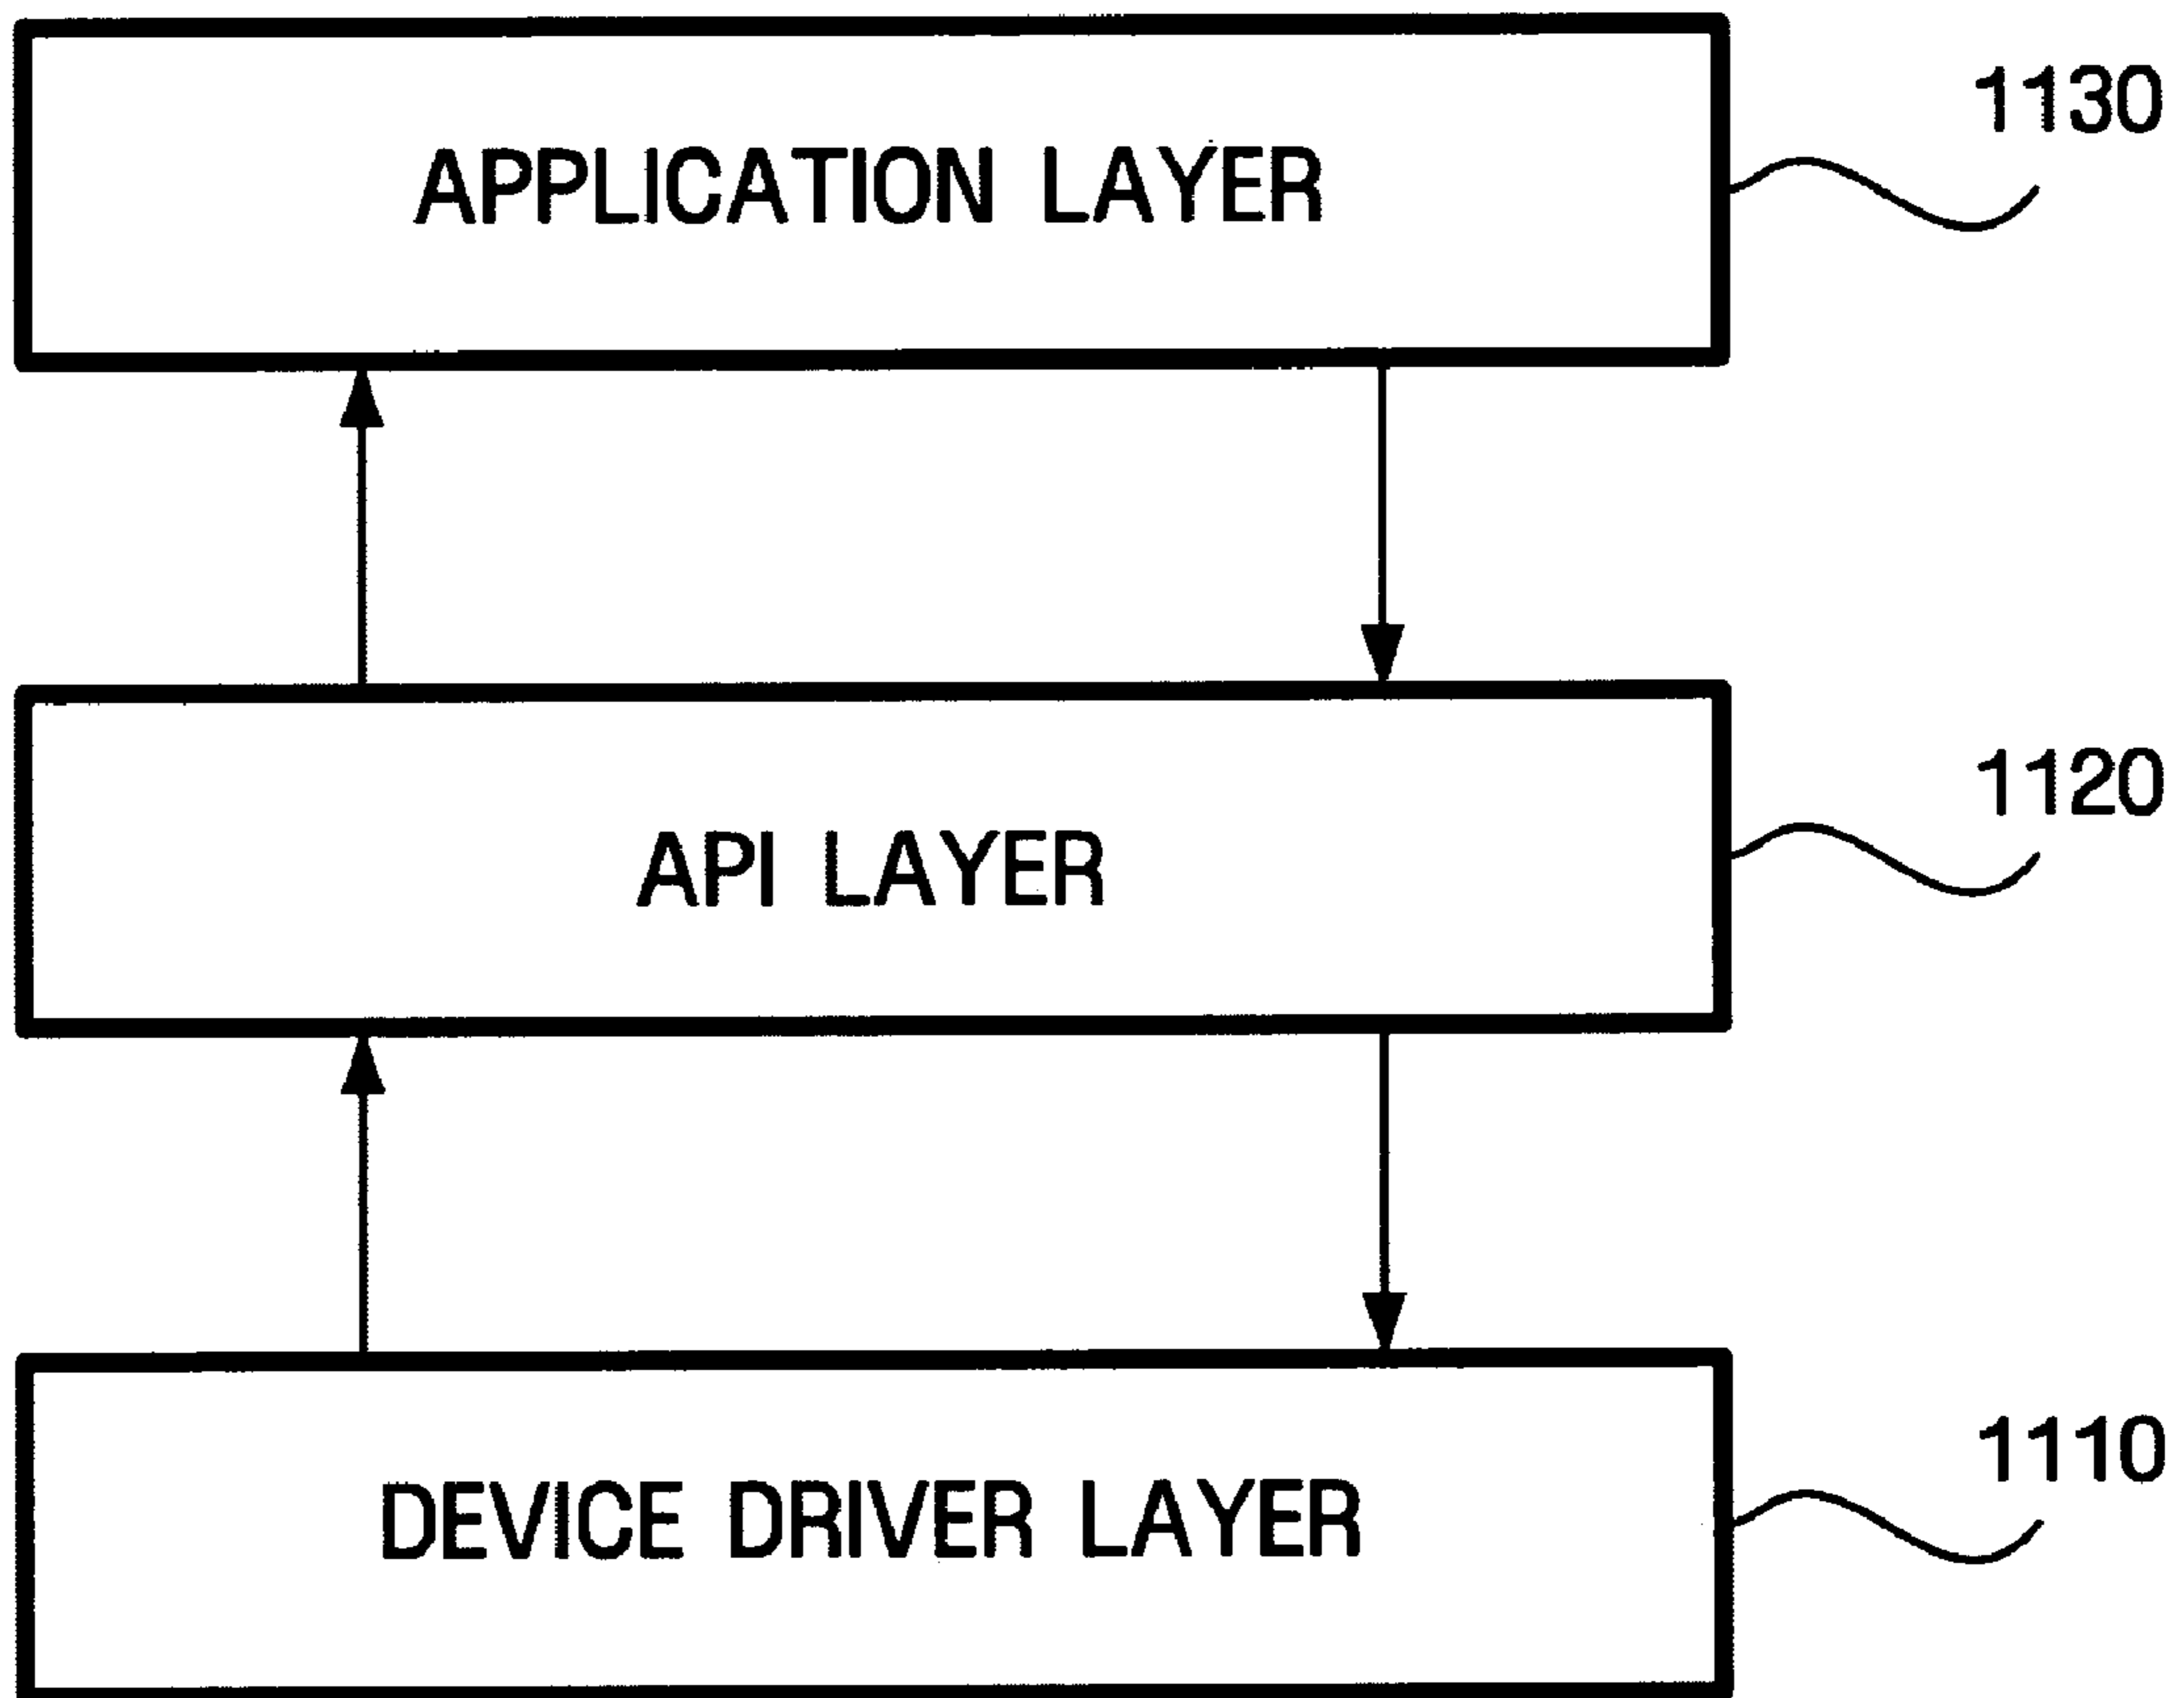 1130
APPLICATION LAYER
1120
API LAYER
1110
DEVICE DRIVER LAYER